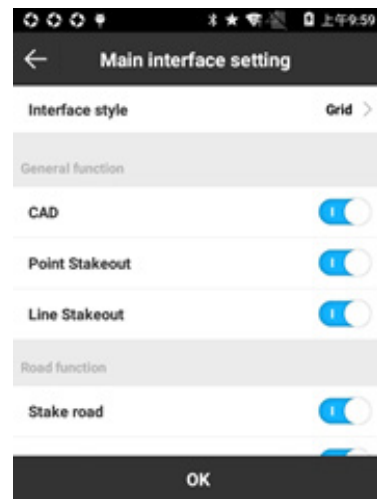 上午9:59
Main interface setting
Interface style Grid
General function
CAD
Point Stakeout
Line Stakeout
Road function
Stake road
OK